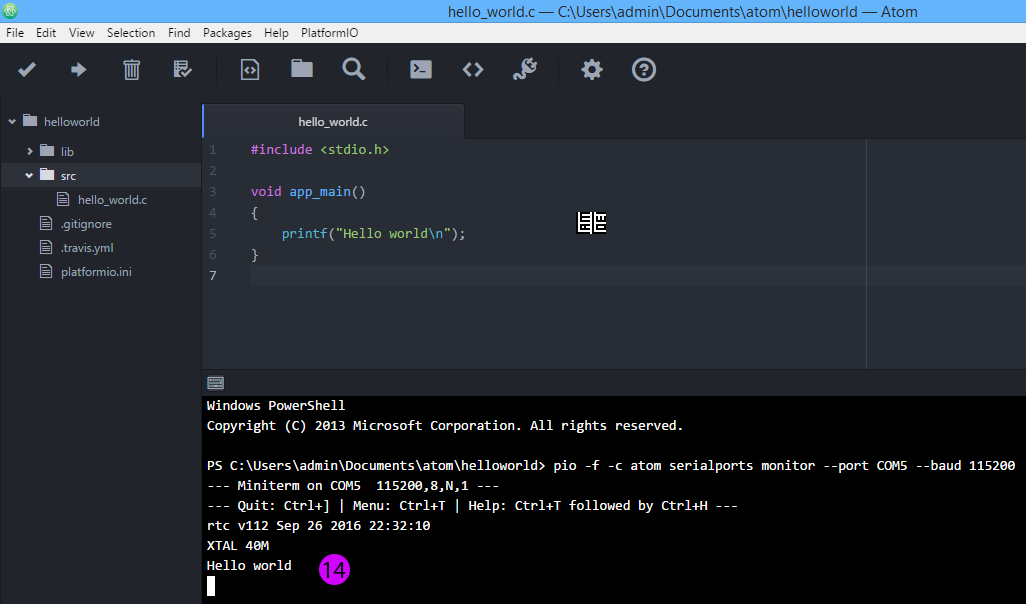 hello_world.c — C:\Users\admin\Documents\atom\helloworld — Atom
File Edit View Selection Find Packages Help PlatformIO
helloworld
lib
src
hello_world.c
.gitignore
.travis.yml
platformio.ini
hello_world.c
1 #include <stdio.h>
2
3 void app_main()
4 {
5 printf("Hello world\n");
6 }
7
Windows PowerShell
Copyright (C) 2013 Microsoft Corporation. All rights reserved.
PS C:\Users\admin\Documents\atom\helloworld> pio -f -c atom serialports monitor --port COM5 --baud 115200
--- Miniterm on COM5  115200,8,N,1 ---
--- Quit: Ctrl+] | Menu: Ctrl+T | Help: Ctrl+T followed by Ctrl+H ---
rtc v112 Sep 26 2016 22:32:10
XTAL 40M
Hello world
14